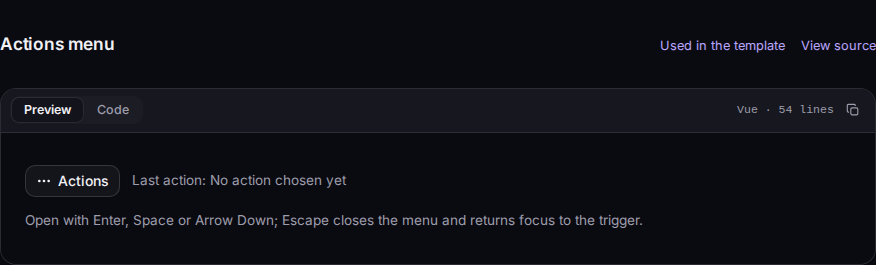 Actions menu
Used in the template View source
Preview Code
Vue · 54 lines
··· Actions
Last action: No action chosen yet
Open with Enter, Space or Arrow Down; Escape closes the menu and returns focus to the trigger.